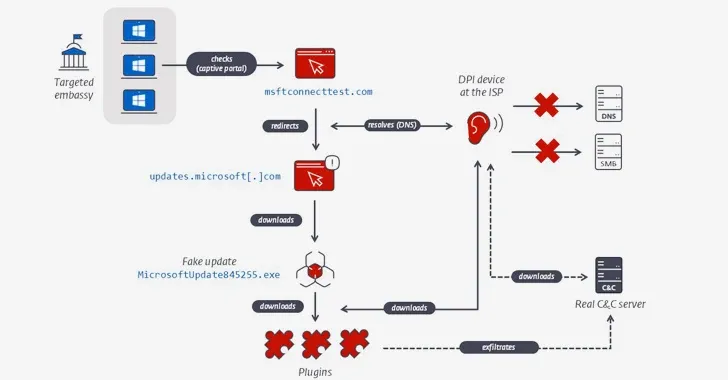 Targeted
embassy
checks
(captive portal)
msftconnecttest.com
DPI device
at the ISP
DNS
SMB
redirects
resolves (DNS)
updates.microsoft[.]com
!
downloads
Fake update
MicrosoftUpdate845255.exe
downloads
downloads
downloads
C&C
Real C&C server
exfiltrates
Plugins